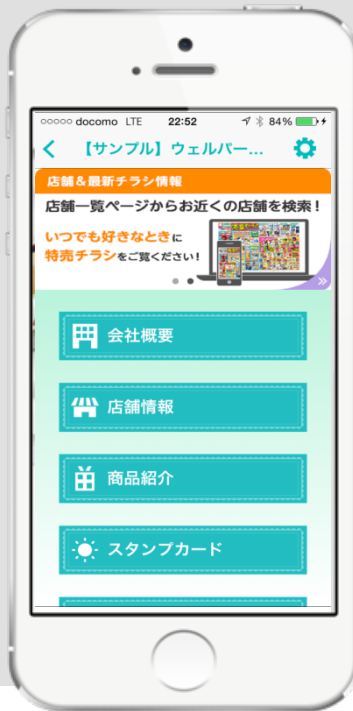 ooooo docomo LTE 22:52 84%
【サンプル】ウェルパー...
店舗&最新チラシ情報
店舗一覧ページからお近くの店舗を検索!
いつでも好きなときに
特売チラシをご覧ください!
会社概要
店舗情報
商品紹介
スタンプカード